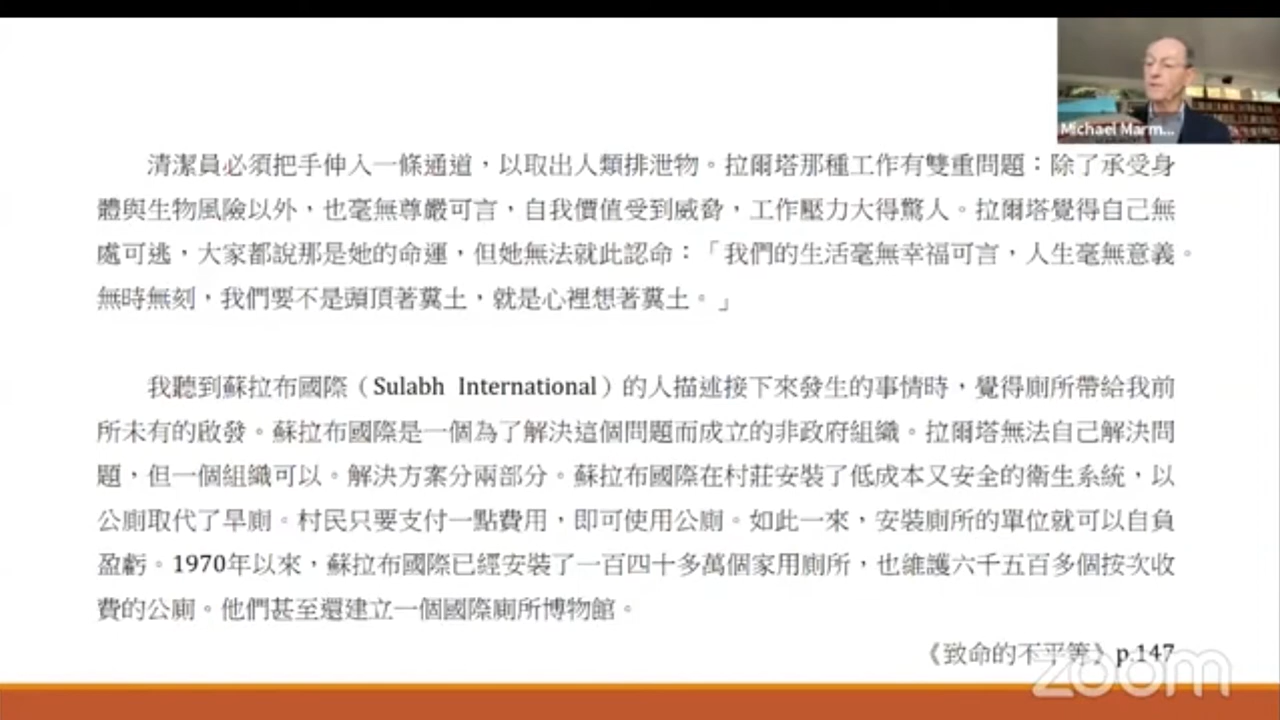 Michael Marm...
清潔員必須把手伸入一條通道，以取出人類排泄物。拉爾塔那種工作有雙重問題：除了承受身
體與生物風險以外，也毫無尊嚴可言，自我價值受到威脅，工作壓力大得驚人。拉爾塔覺得自己無
處可逃，大家都說那是她的命運，但她無法就此認命：「我們的生活毫無幸福可言，人生毫無意義。
無時無刻，我們要不是頭頂著糞土，就是心裡想著糞土。」
我聽到蘇拉布國際（Sulabh International）的人描述接下來發生的事情時，覺得廁所帶給我前
所未有的啟發。蘇拉布國際是一個為了解決這個問題而成立的非政府組織。拉爾塔無法自己解決問
題，但一個組織可以。解決方案分兩部分。蘇拉布國際在村莊安裝了低成本又安全的衛生系統，以
公廁取代了旱廁。村民只要支付一點費用，即可使用公廁。如此一來，安裝廁所的單位就可以自負
盈虧。1970年以來，蘇拉布國際已經安裝了一百四十多萬個家用廁所，也維護六千五百多個按次收
費的公廁。他們甚至還建立一個國際廁所博物館。
《致命的不平等》p.147
zoom